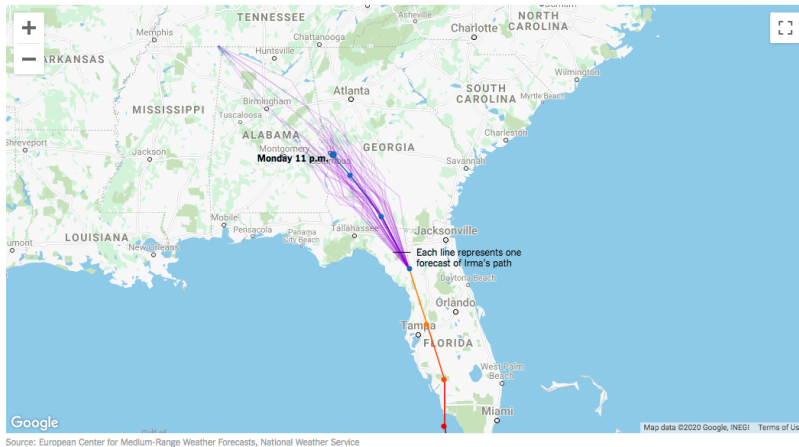 TENNESSEE
NORTH
CAROLINA
Asheville
Charlotte
Memphis
Chattanooga
Huntsville
ARKANSAS
Wilmington
Atlanta
SOUTH
CAROLINA
Myrtle Beach
MISSISSIPPI
Birmingham
Tuscaloosa
Charleston
ALABAMA
GEORGIA
Montgomery
Shreveport
Jackson
Monday 11 p.m.
Savannah
Mobile
Pensacola
Panama
City Beach
Tallahassee
Jacksonville
LOUISIANA
New Orleans
Each line represents one
forecast of Irma's path
Daytona Beach
Orlando
Tampa
FLORIDA
West Palm
Beach
Miami
Google
Map data ©2020 Google, INEGI
Terms of Us
Source: European Center for Medium-Range Weather Forecasts, National Weather Service